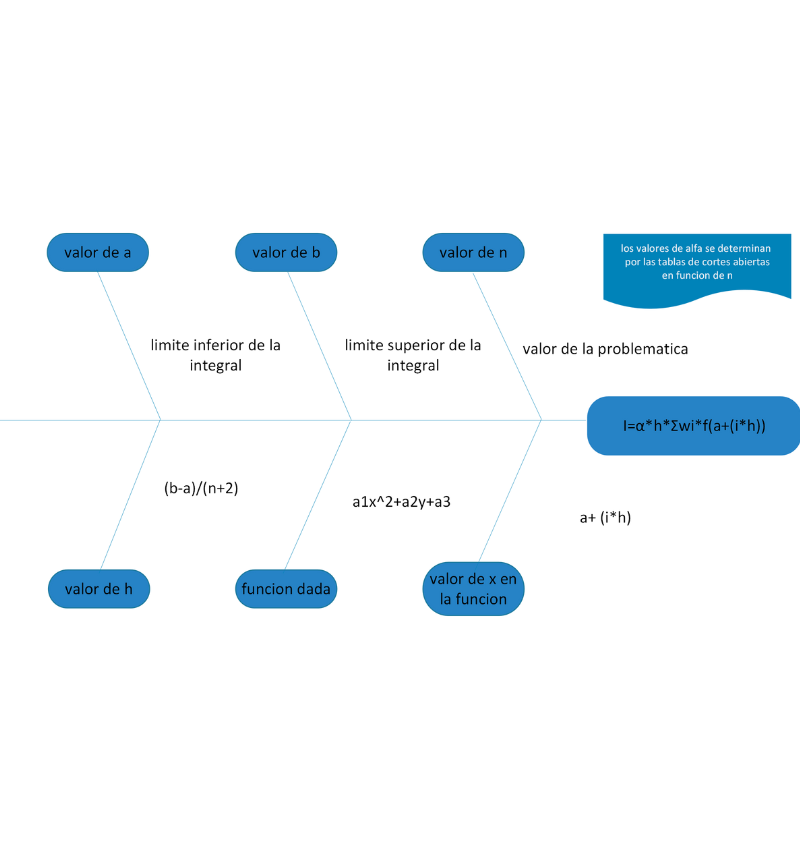 valor de a
valor de b
valor de n
los valores de alfa se determinan
por las tablas de cortes abiertas
en funcion de n
limite inferior de la
integral
limite superior de la
integral
valor de la problematica
I=α*h*Σwi*f(a+(i*h))
(b-a)/(n+2)
a1x^2+a2y+a3
a+ (i*h)
valor de h
funcion dada
valor de x en
la funcion